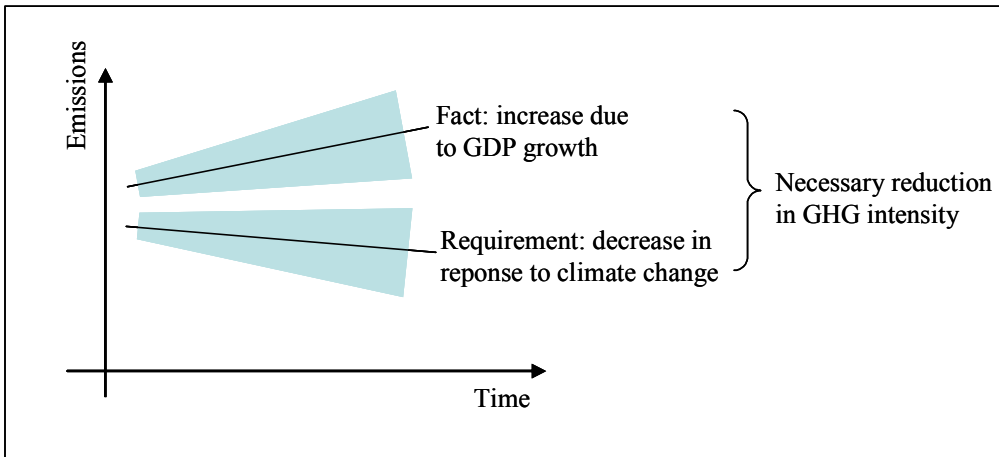 Emissions
Fact: increase due
to GDP growth
Necessary reduction
in GHG intensity
Requirement: decrease in
reponse to climate change
Time